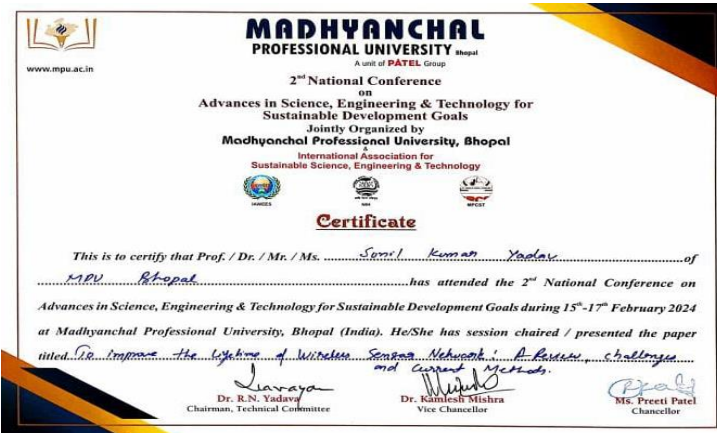 MADHYANCHAL
PROFESSIONAL UNIVERSITY Bhopal
A unit of PATEL Group
www.mpu.ac.in
2nd National Conference
on
Advances in Science, Engineering & Technology for
Sustainable Development Goals
Jointly Organized by
Madhyanchal Professional University, Bhopal
&
International Association for
Sustainable Science, Engineering & Technology
MPCST
Certificate
This is to certify that Prof. / Dr. / Mr. / Ms. Sunil Kumar Yadav of
MPU Bhopal has attended the 2nd National Conference on
Advances in Science, Engineering & Technology for Sustainable Development Goals during 15th-17th February 2024
at Madhyanchal Professional University, Bhopal (India). He/She has session chaired / presented the paper
titled To improve the Lifetime of Wireless Sensor Network: A Review, challenges
and Current Methods.
Dr. R.N. Yadava
Chairman, Technical Committee
Dr. Kamlesh Mishra
Vice Chancellor
Ms. Preeti Patel
Chancellor